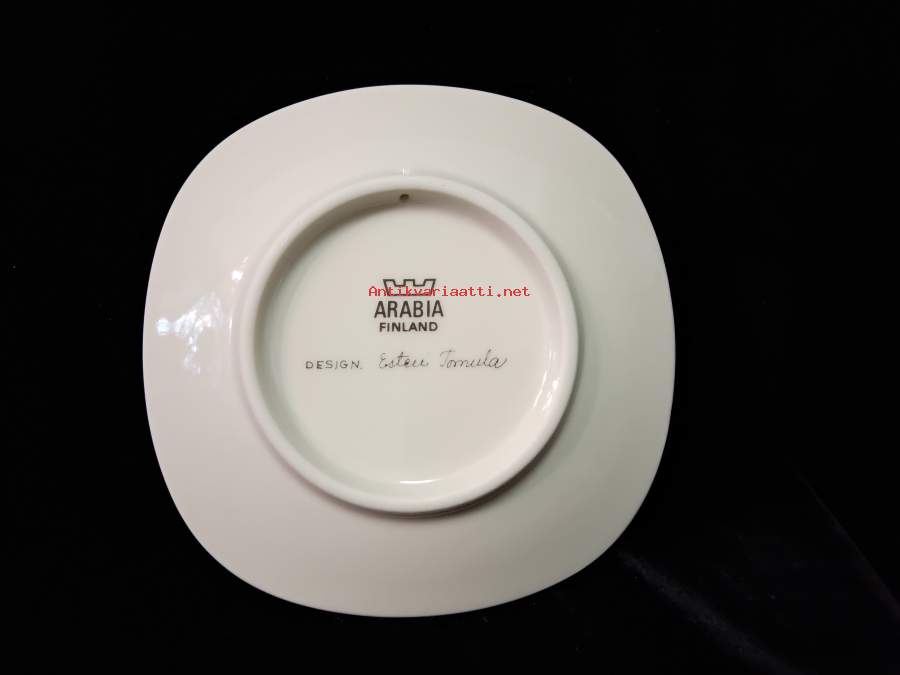 Antikvariaatti.net
ARABIA
FINLAND
DESIGN. Esteri Tomula